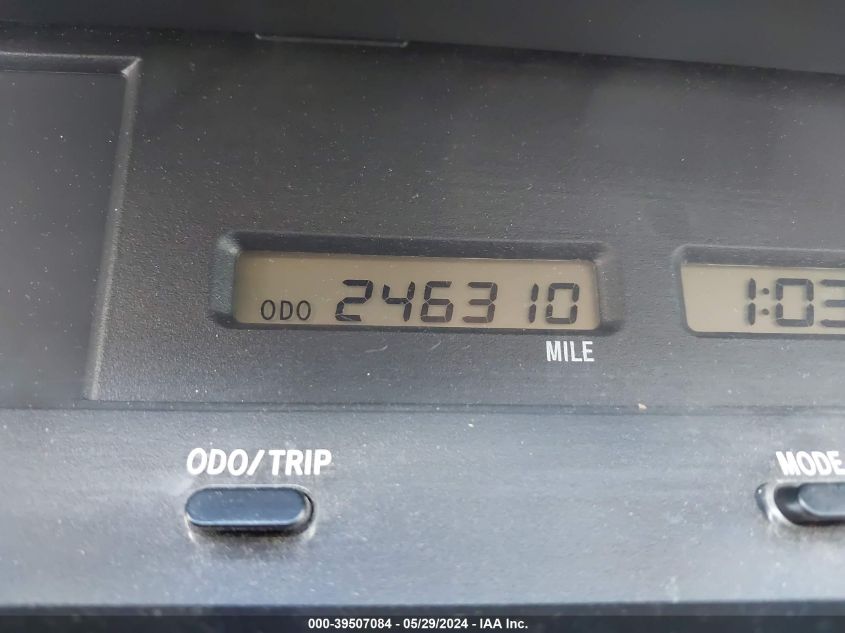 ODO 246310
1:03
MILE
ODO/TRIP
MODE
000-39507084 - 05/29/2024 - IAA Inc.